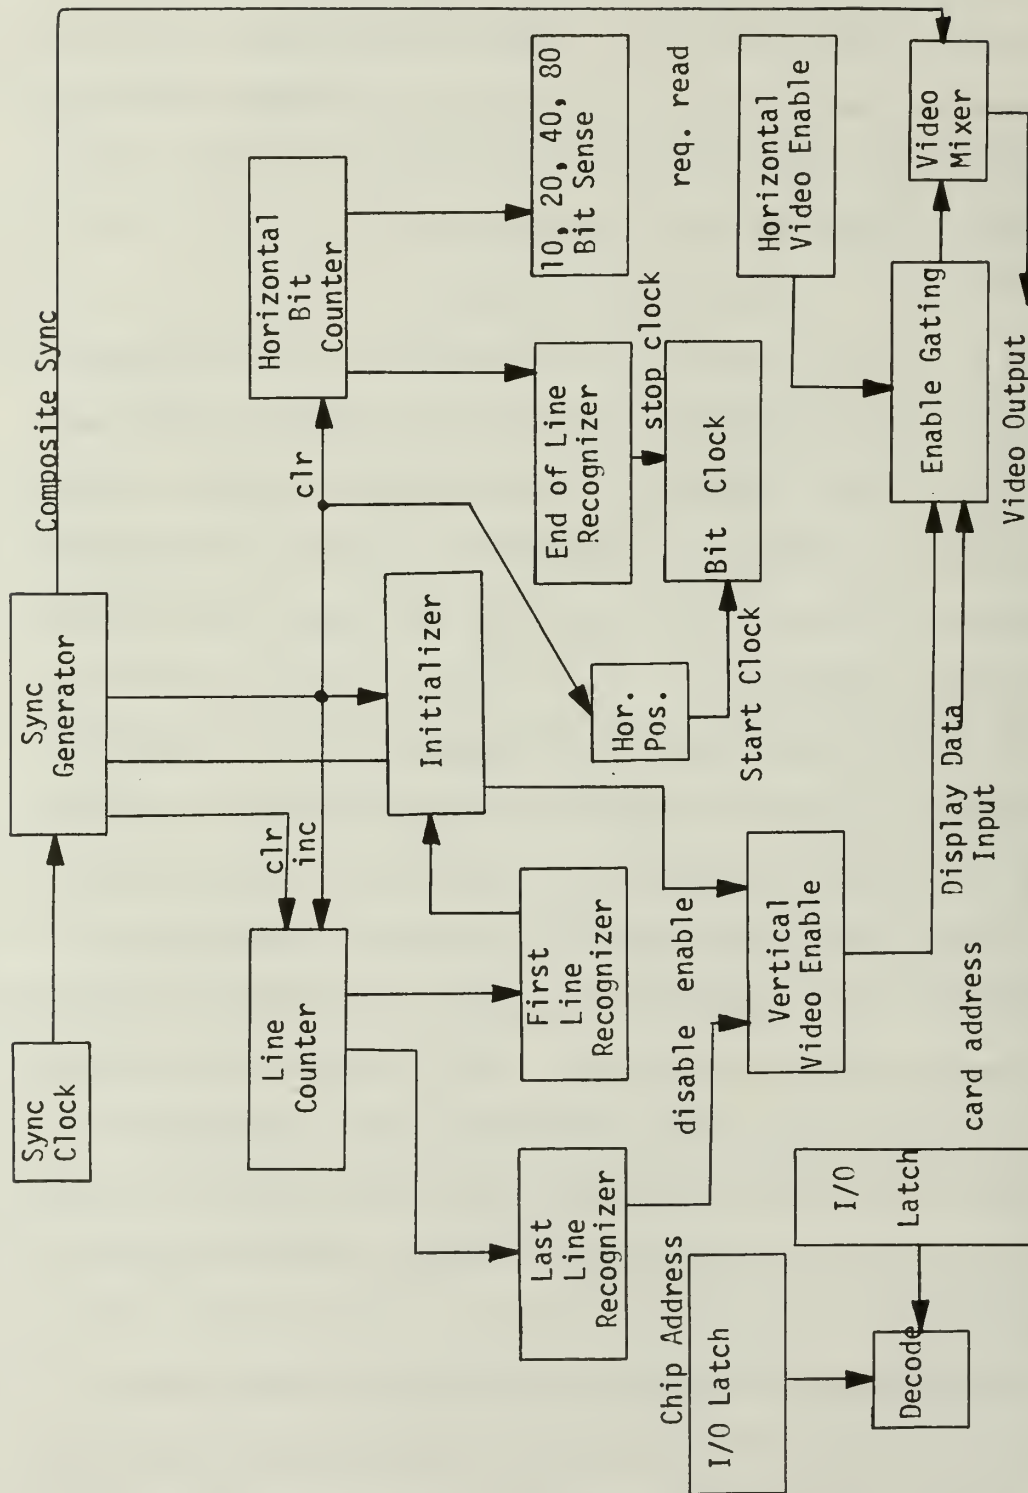 Composite Sync
Sync
Clock
Sync
Generator
clr
inc
clr
Line
Counter
Horizontal
Bit
Counter
Initializer
Last
Line
Recognizer
First
Line
Recognizer
End of Line
Recognizer
10, 20, 40, 80
Bit Sense
Hor.
Pos.
stop clock
req. read
disable
enable
Start Clock
Bit Clock
Chip Address
I/O Latch
Vertical
Video Enable
Horizontal
Video Enable
I/O
Latch
Decode
card address
Display Data
Input
Enable Gating
Video
Mixer
Video Output